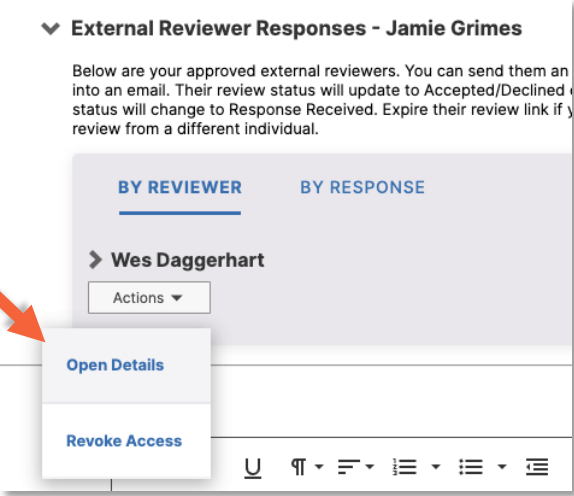 External Reviewer Responses - Jamie Grimes
Below are your approved external reviewers. You can send them an
into an email. Their review status will update to Accepted/Declined
status will change to Response Received. Expire their review link if
review from a different individual.
BY REVIEWER BY RESPONSE
Wes Daggerhart
Actions
Open Details
Revoke Access